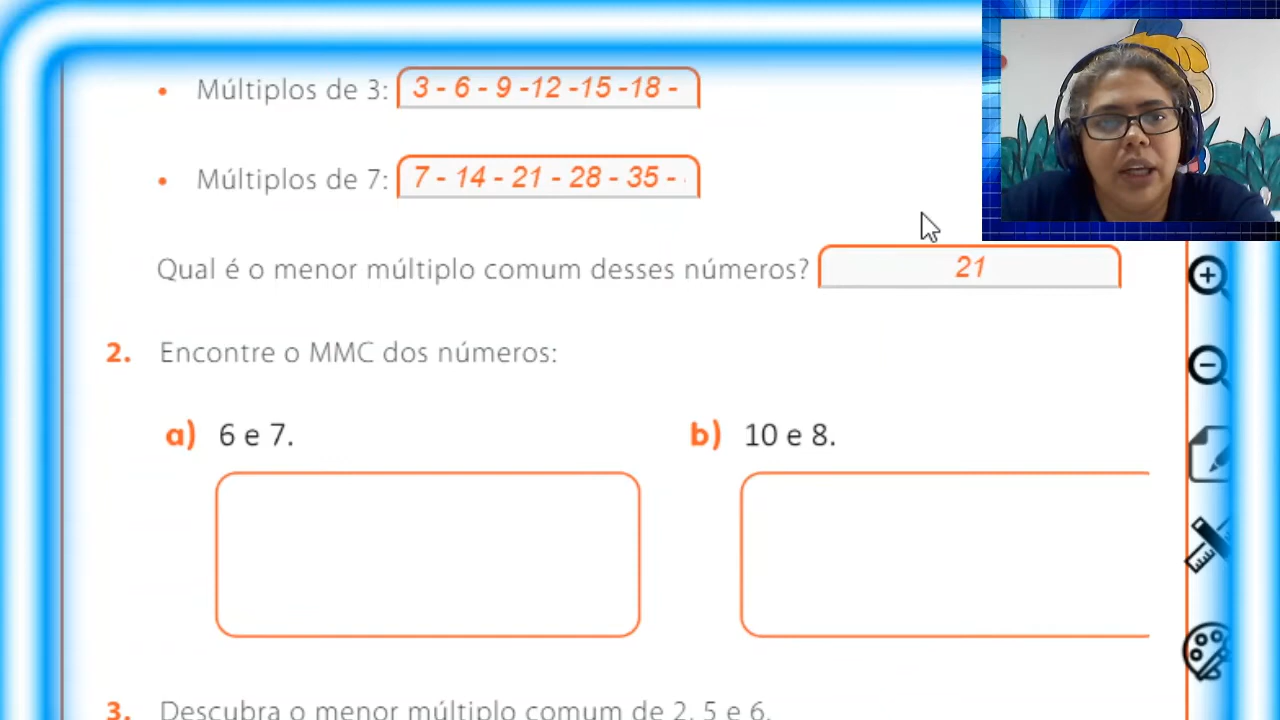 • Múltiplos de 3: 3 - 6 - 9 -12 -15 -18 -
• Múltiplos de 7: 7 - 14 - 21 - 28 - 35 -
Qual é o menor múltiplo comum desses números? 21
2. Encontre o MMC dos números:
a) 6 e 7. b) 10 e 8.
3. Descubra o menor múltiplo comum de 2, 5 e 6.